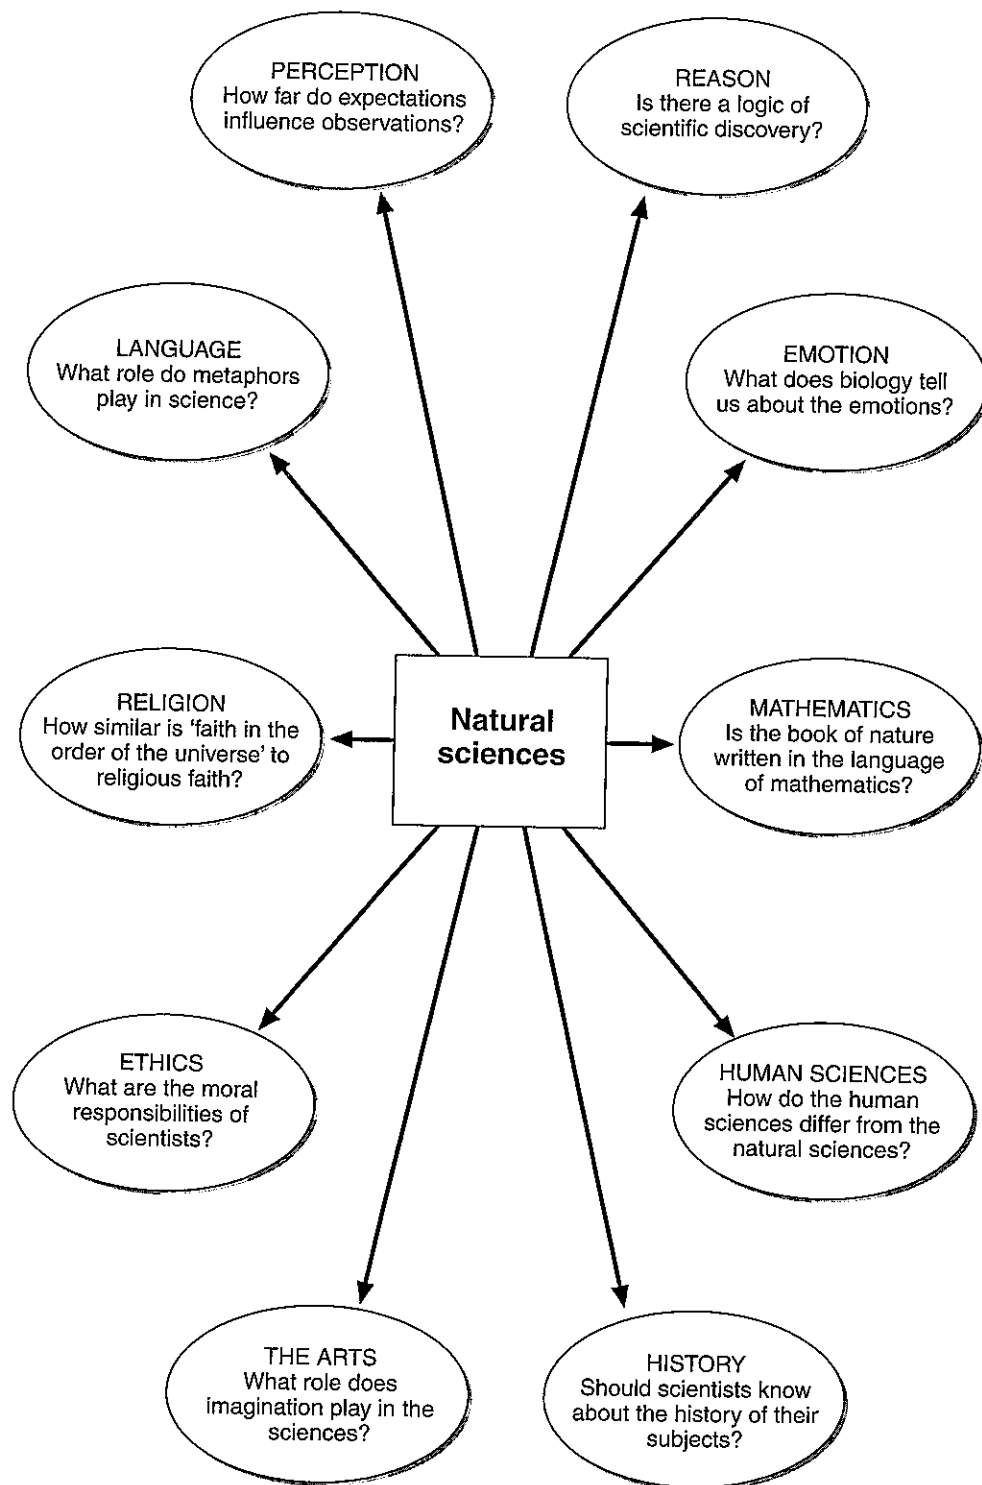 PERCEPTION
How far do expectations
influence observations?
REASON
Is there a logic of
scientific discovery?
LANGUAGE
What role do metaphors
play in science?
EMOTION
What does biology tell
us about the emotions?
RELIGION
How similar is ‘faith in the
order of the universe’ to
religious faith?
Natural
sciences
MATHEMATICS
Is the book of nature
written in the language
of mathematics?
ETHICS
What are the moral
responsibilities of
scientists?
HUMAN SCIENCES
How do the human
sciences differ from the
natural sciences?
THE ARTS
What role does
imagination play in the
sciences?
HISTORY
Should scientists know
about the history of their
subjects?